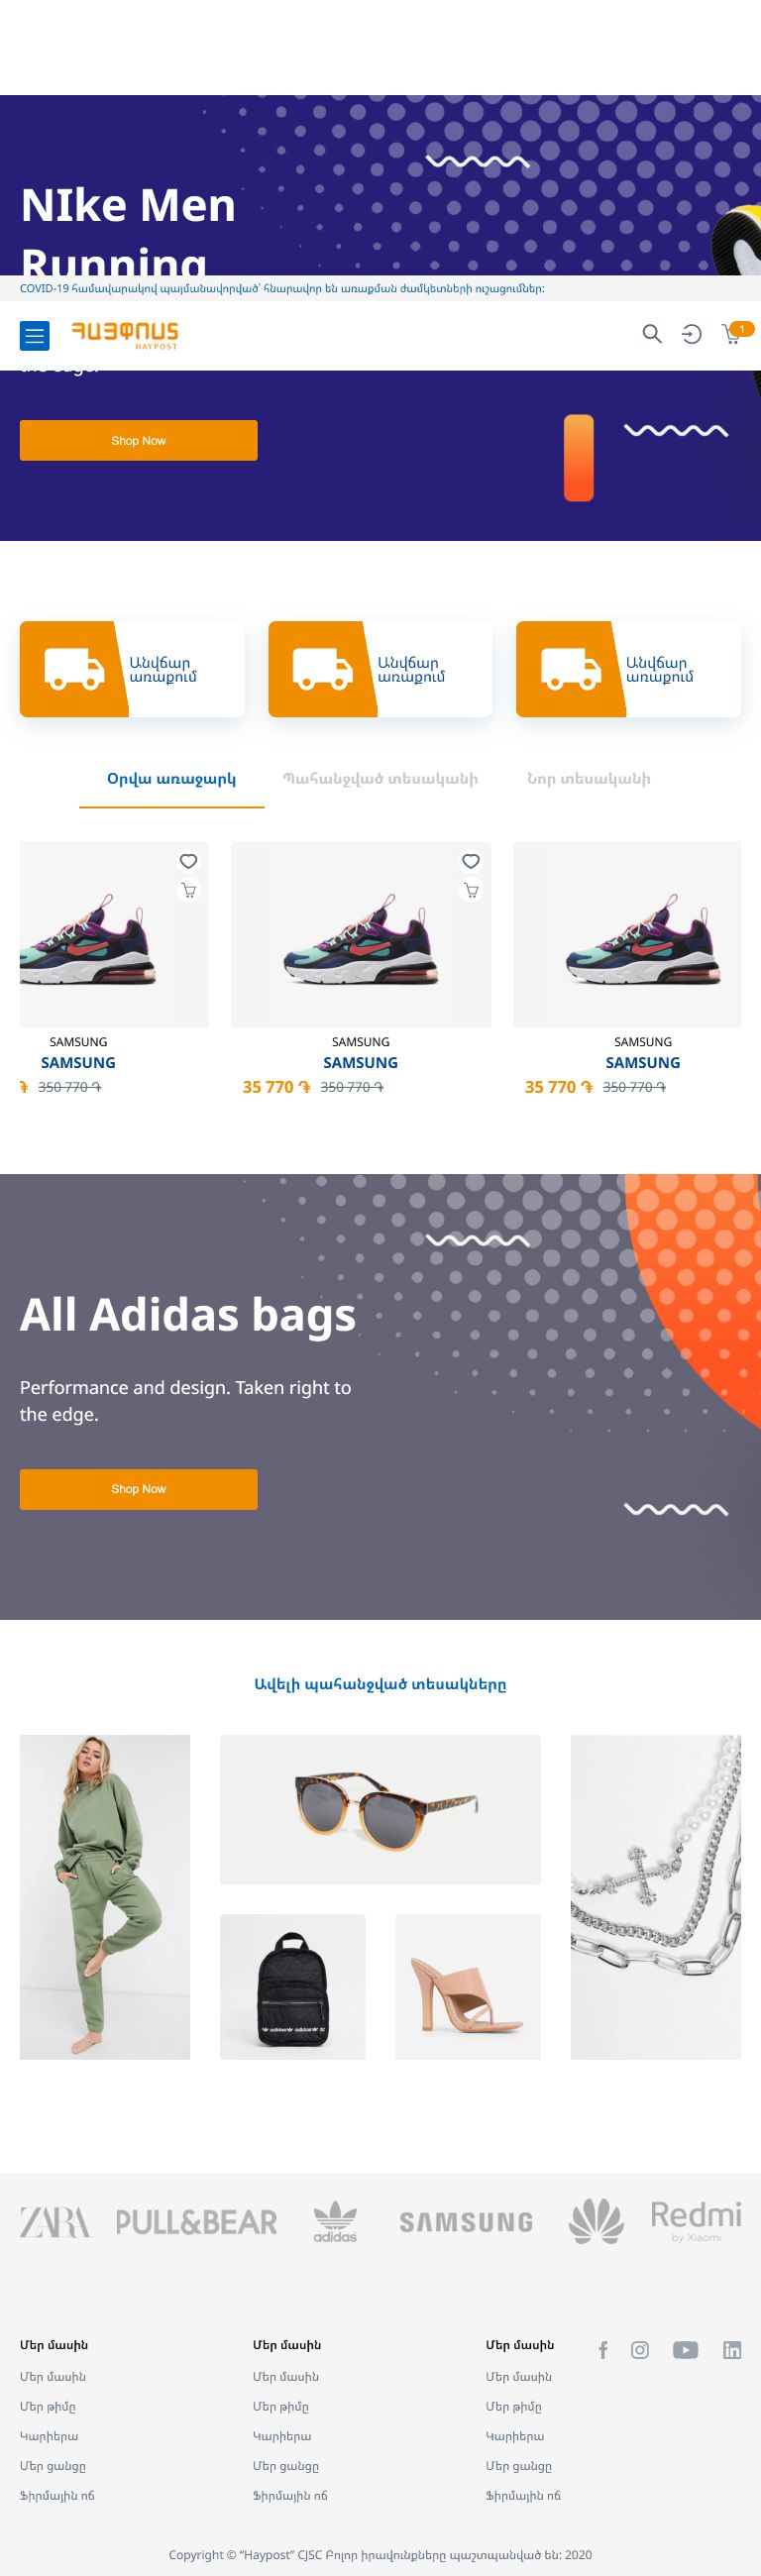 NIke Men
Running
COVID-19 համավարակով պայմանավորված՝ հնարավոր են առաքման ժամկետների ուշացումներ:
ՀԱՅՓՈՍՏ
HAYPOST
1
the edge.
Shop Now
Անվճար
առաքում
Անվճար
առաքում
Անվճար
առաքում
Օրվա առաջարկ
Պահանջված տեսականի
Նոր տեսականի
SAMSUNG
SAMSUNG
SAMSUNG
SAMSUNG
SAMSUNG
SAMSUNG
֏ 350 770 ֏
35 770 ֏ 350 770 ֏
35 770 ֏ 350 770 ֏
All Adidas bags
Performance and design. Taken right to
the edge.
Shop Now
Ավելի պահանջված տեսակները
adidas adidas
ZARA
PULL&BEAR
adidas
SAMSUNG
Redmi
by Xiaomi
Մեր մասին
Մեր մասին
Մեր թիմը
Կարիերա
Մեր ցանցը
Ֆիրմային ոճ
Մեր մասին
Մեր մասին
Մեր թիմը
Կարիերա
Մեր ցանցը
Ֆիրմային ոճ
Մեր մասին
Մեր մասին
Մեր թիմը
Կարիերա
Մեր ցանցը
Ֆիրմային ոճ
Copyright © “Haypost” CJSC Բոլոր իրավունքները պաշտպանված են: 2020